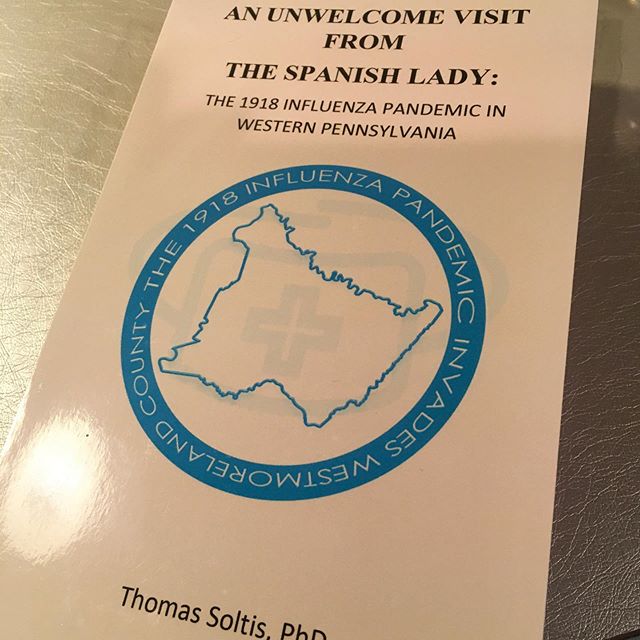 AN UNWELCOME VISIT
FROM
THE SPANISH LADY:
THE 1918 INFLUENZA PANDEMIC IN
WESTERN PENNSYLVANIA
THE 1918 INFLUENZA PANDEMIC INVADES WESTMORELAND COUNTY
Thomas Soltis, PhD